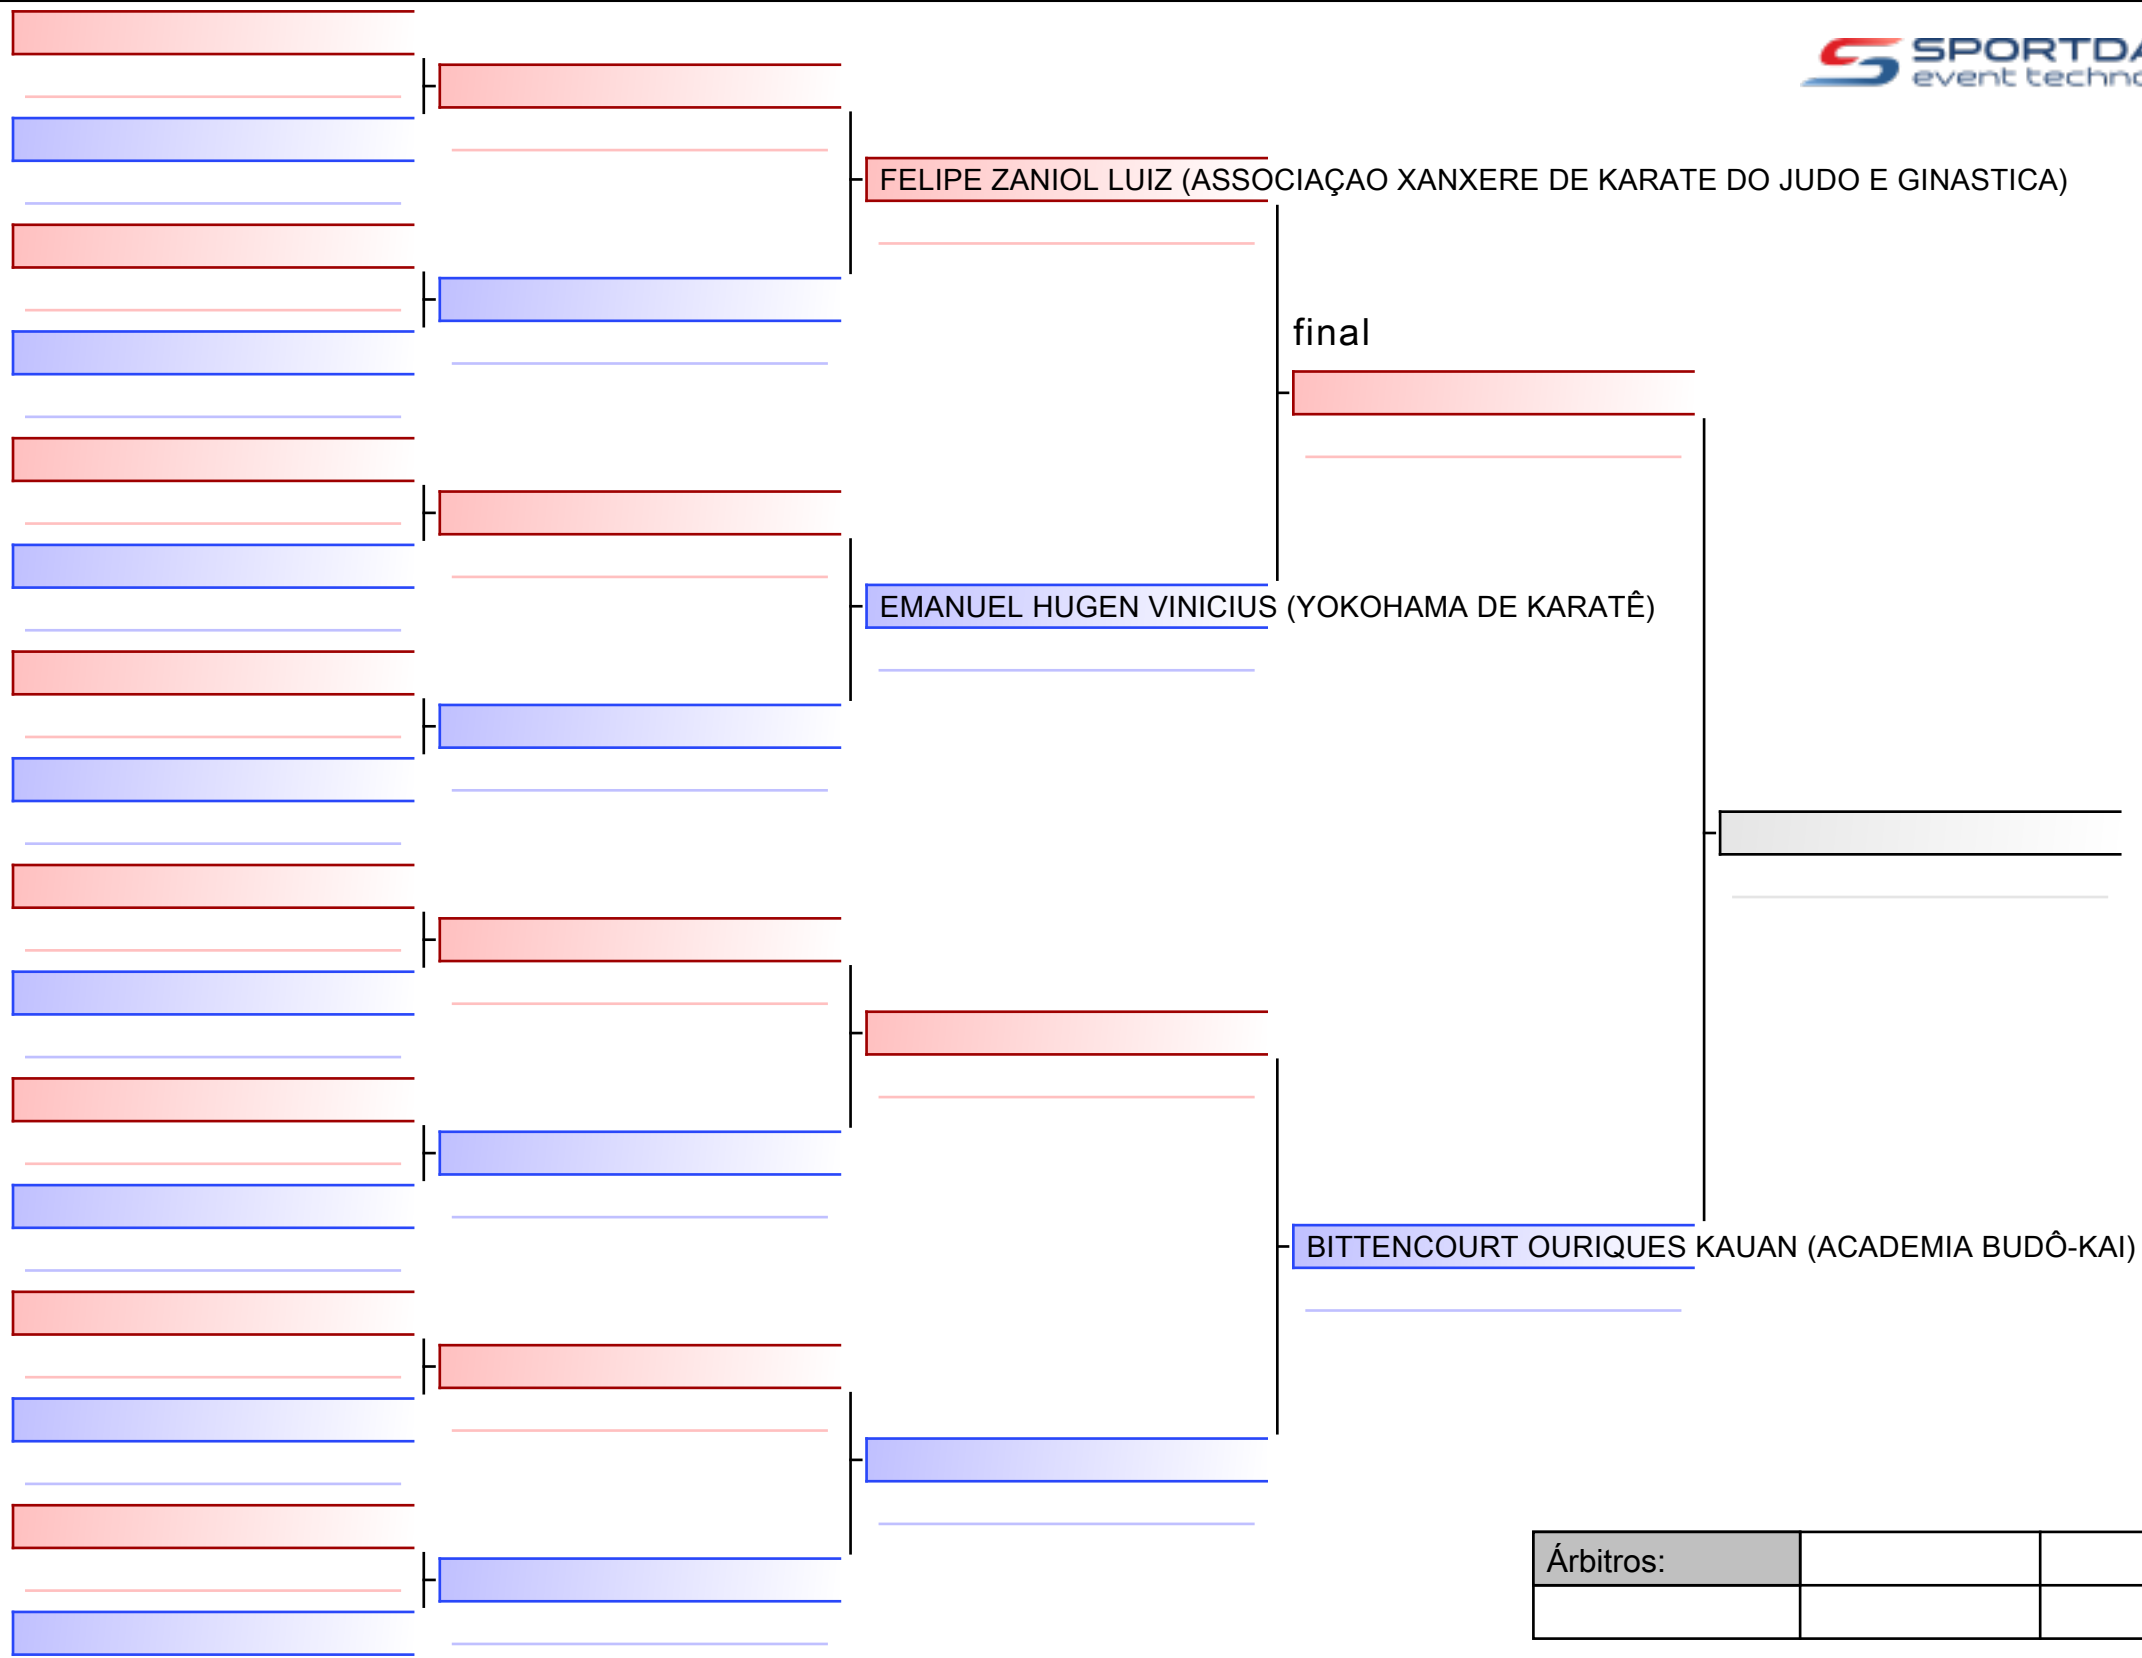 SPORTDA
event techno
FELIPE ZANIOL LUIZ (ASSOCIAÇAO XANXERE DE KARATE DO JUDO E GINASTICA)
final
EMANUEL HUGEN VINICIUS (YOKOHAMA DE KARATÊ)
BITTENCOURT OURIQUES KAUAN (ACADEMIA BUDÔ-KAI)
Árbitros: